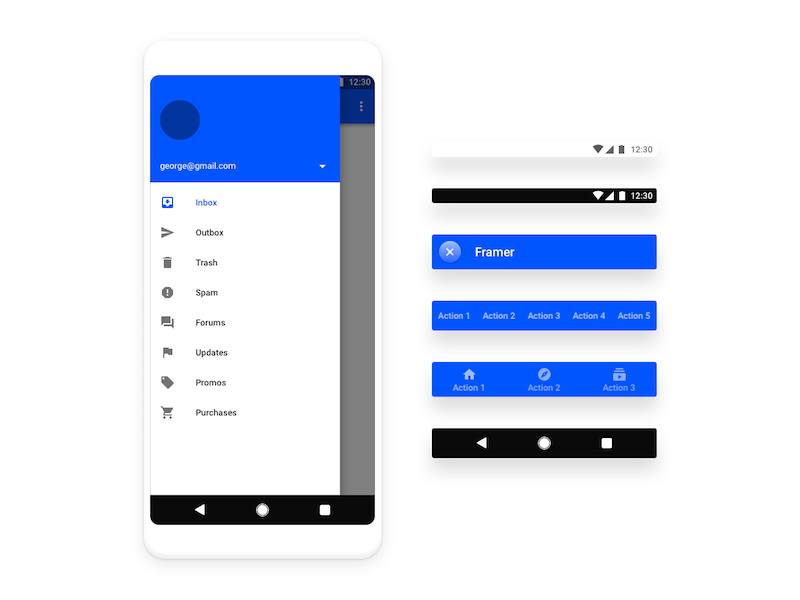 12:30
george@gmail.com
Inbox
Outbox
Trash
Spam
Forums
Updates
Promos
Purchases
12:30
12:30
Framer
Action 1 Action 2 Action 3 Action 4 Action 5
Action 1 Action 2 Action 3